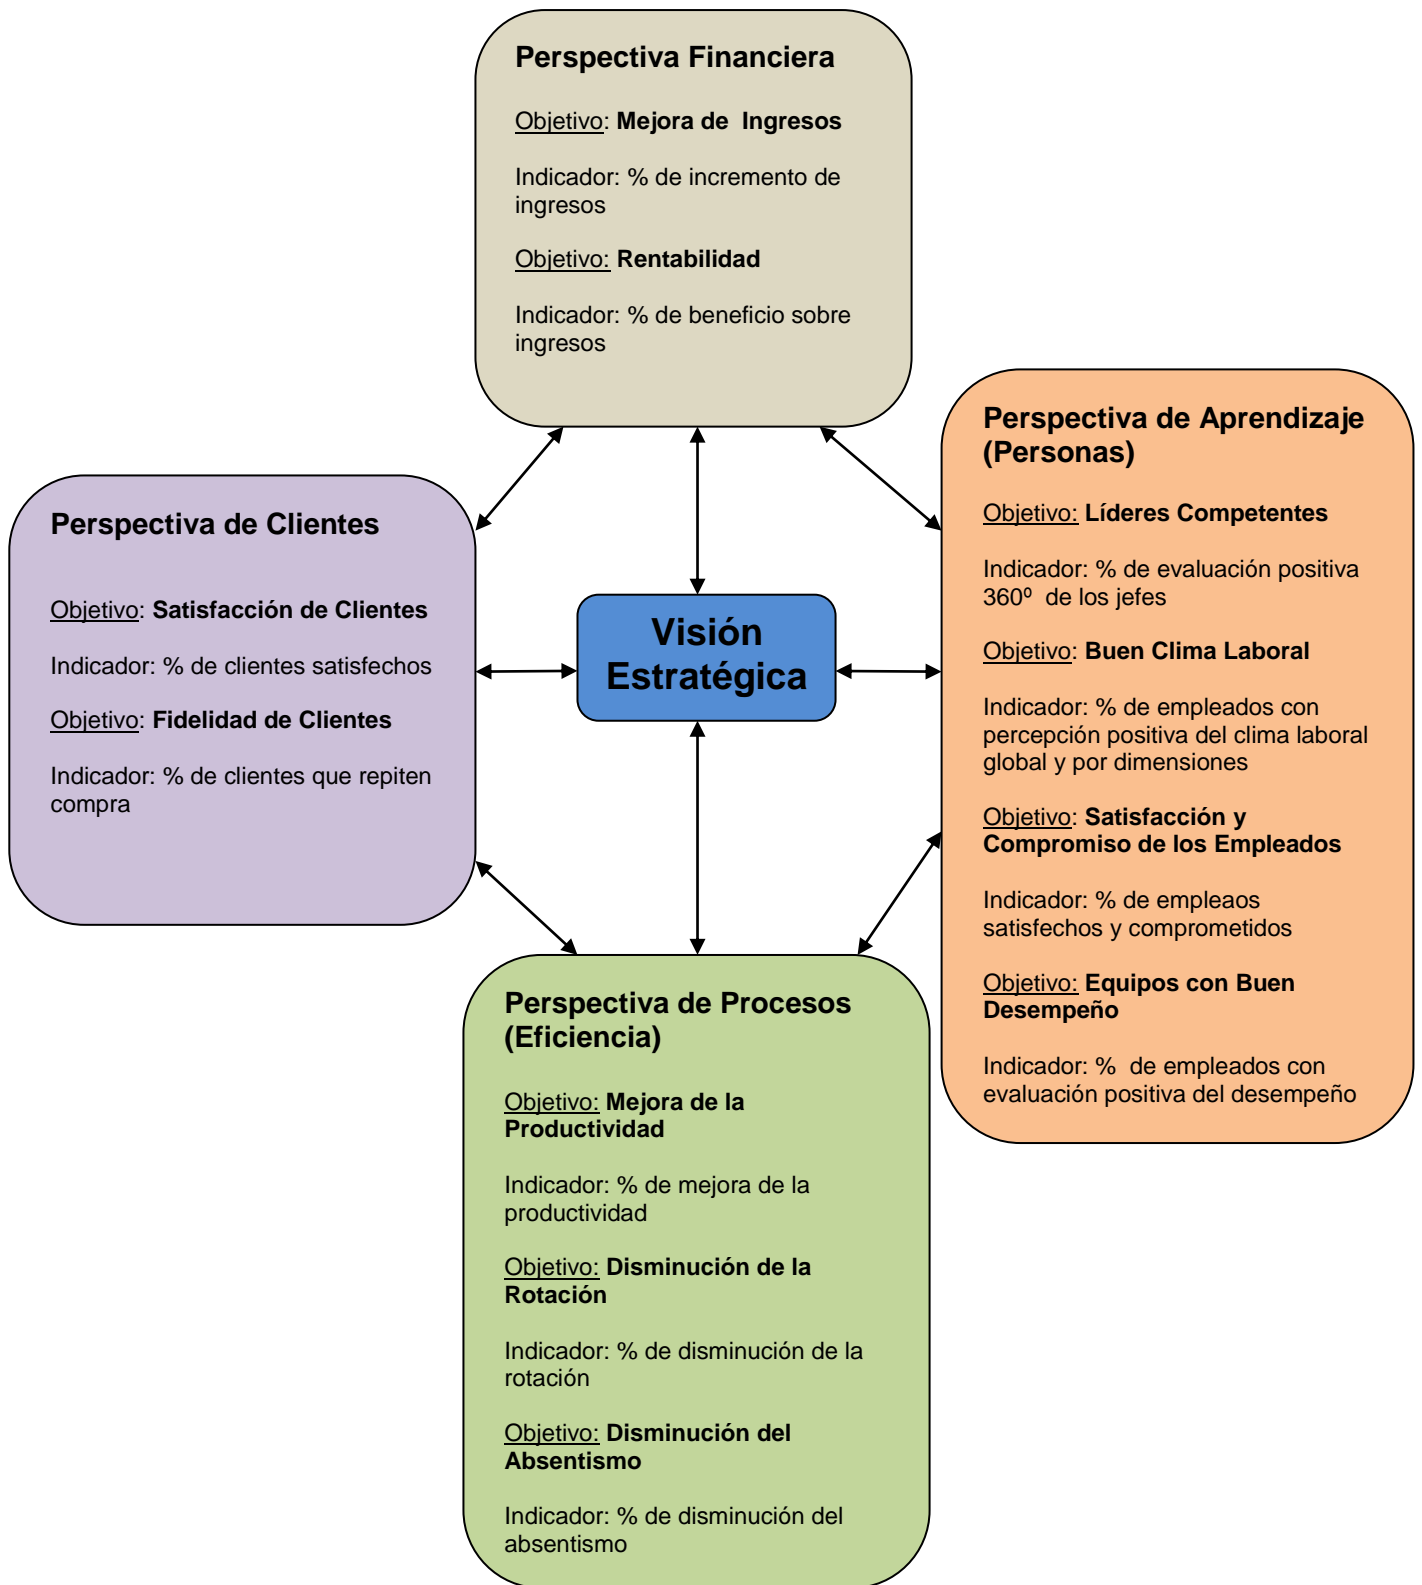 Perspectiva Financiera
Objetivo: Mejora de  Ingresos
Indicador: % de incremento de
ingresos
Objetivo: Rentabilidad
Indicador: % de beneficio sobre
ingresos
Perspectiva de Clientes
Objetivo: Satisfacción de Clientes
Indicador: % de clientes satisfechos
Objetivo: Fidelidad de Clientes
Indicador: % de clientes que repiten
compra
Visión
Estratégica
Perspectiva de Aprendizaje
(Personas)
Objetivo: Líderes Competentes
Indicador: % de evaluación positiva
360º  de los jefes
Objetivo: Buen Clima Laboral
Indicador: % de empleados con
percepción positiva del clima laboral
global y por dimensiones
Objetivo: Satisfacción y
Compromiso de los Empleados
Indicador: % de empleaos
satisfechos y comprometidos
Objetivo: Equipos con Buen
Desempeño
Indicador: %  de empleados con
evaluación positiva del desempeño
Perspectiva de Procesos
(Eficiencia)
Objetivo: Mejora de la
Productividad
Indicador: % de mejora de la
productividad
Objetivo: Disminución de la
Rotación
Indicador: % de disminución de la
rotación
Objetivo: Disminución del
Absentismo
Indicador: % de disminución del
absentismo